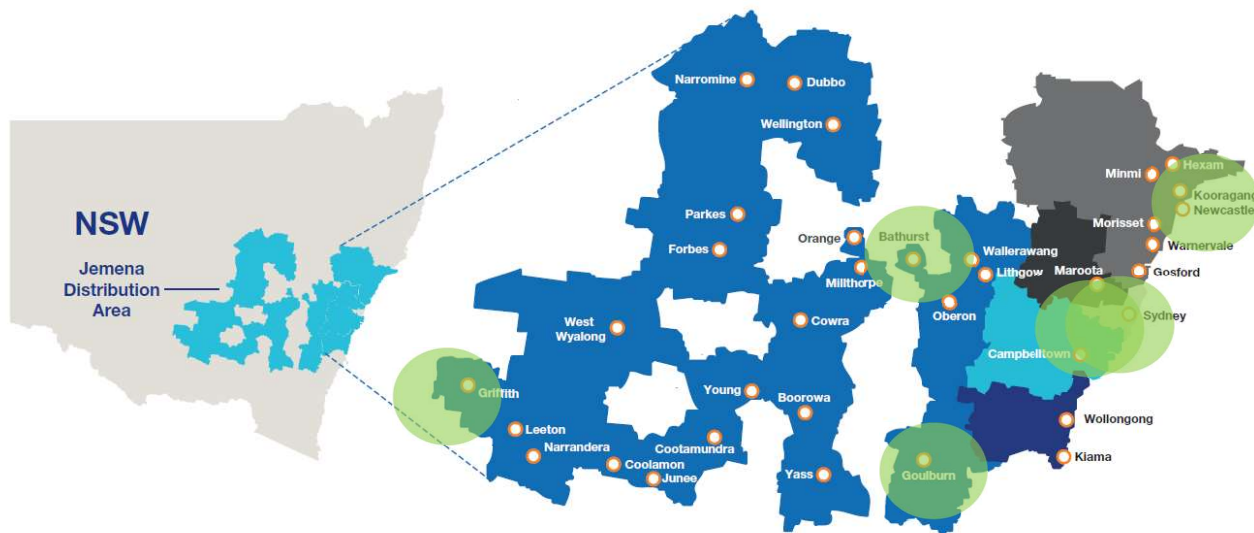 NSW
Jemena
Distribution
Area
Narromine
Dubbo
Wellington
Parkes
Forbes
Orange
Bathurst
Millthorpe
Wallerawang
Lithgow
Oberon
Cowra
West
Wyalong
Griffith
Young
Boorowa
Leeton
Narrandera
Cootamundra
Coolamon
Junee
Yass
Goulburn
Minmi
Hexam
Kooragang
Newcastle
Morisset
Warnervale
Maroota
Gosford
Sydney
Campbelltown
Wollongong
Kiama